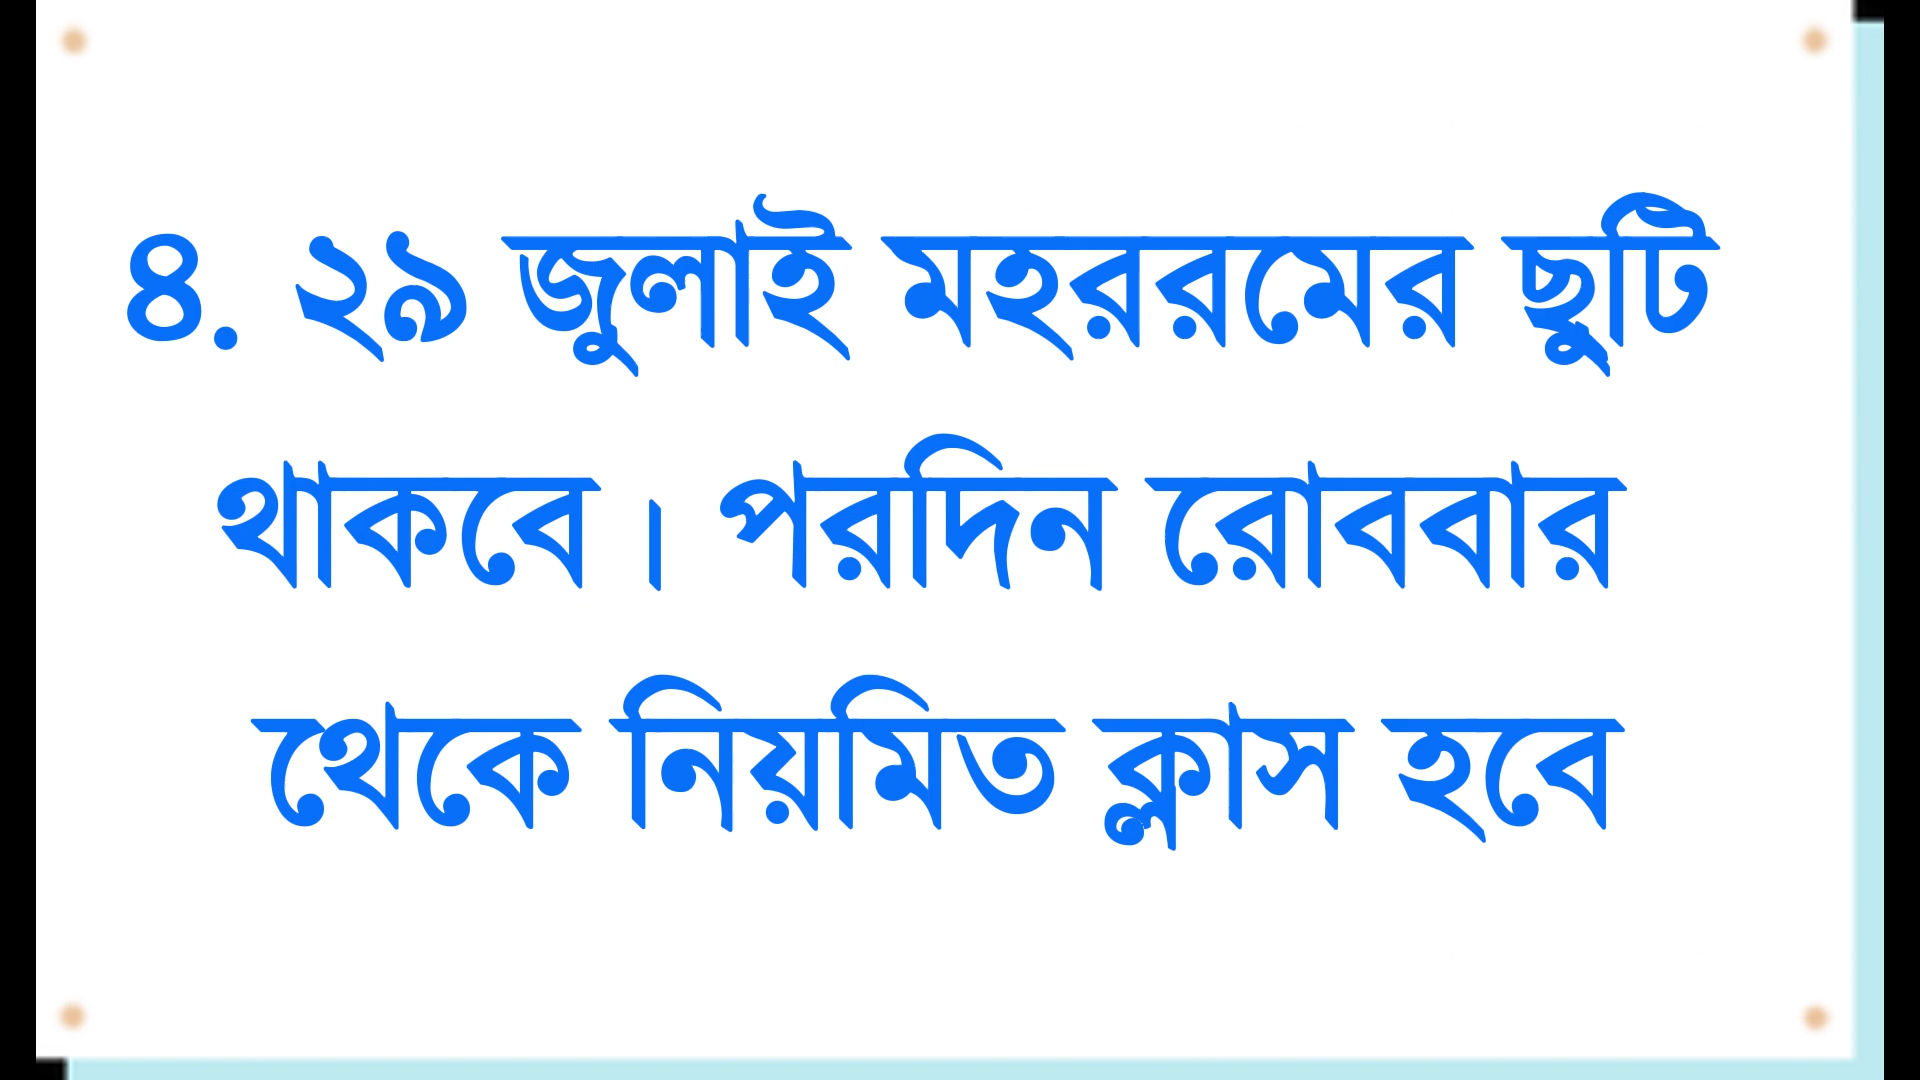 ৪. ২৯ জুলাই মহররমের ছুটি
থাকবে। পরদিন রোববার
থেকে নিয়মিত ক্লাস হবে